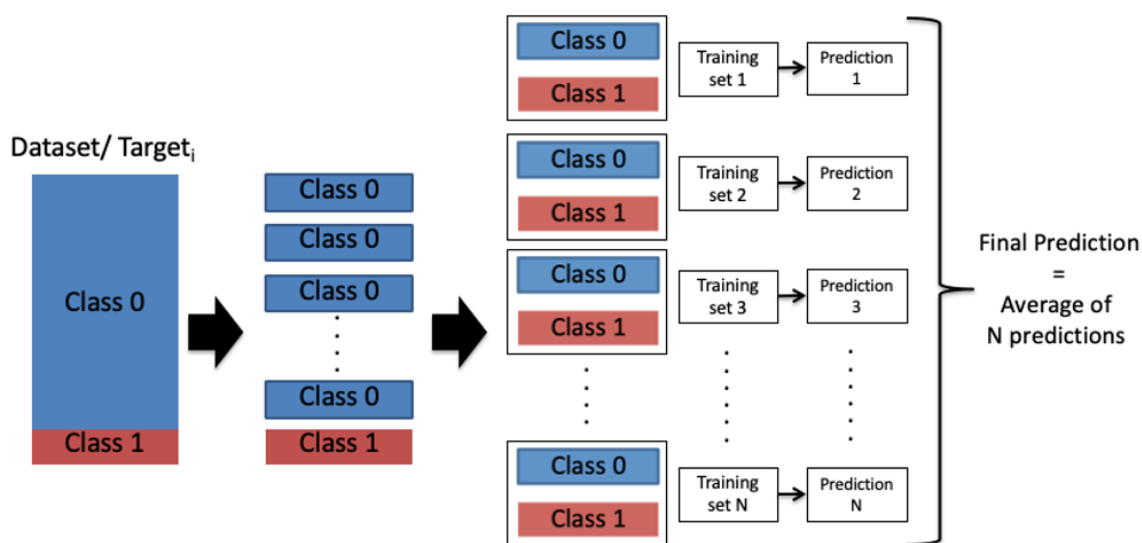 Dataset/ Targetᵢ
Class 0
Class 1
Class 0
Class 0
Class 0
Class 0
Class 1
Class 0
Class 1
Training
set 1
Prediction
1
Class 0
Class 1
Training
set 2
Prediction
2
Class 0
Class 1
Training
set 3
Prediction
3
Class 0
Class 1
Training
set N
Prediction
N
Final Prediction
=
Average of
N predictions